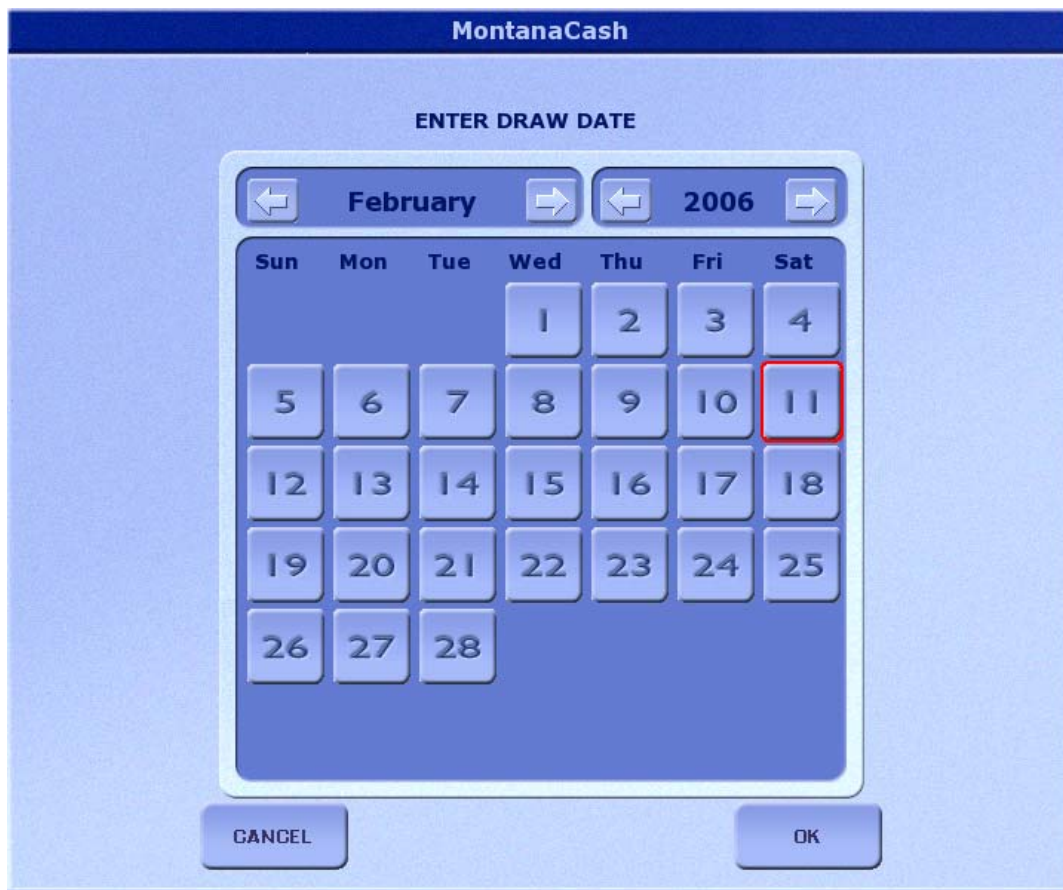 MontanaCash
ENTER DRAW DATE
February 2006
Sun Mon Tue Wed Thu Fri Sat
1 2 3 4
5 6 7 8 9 10 11
12 13 14 15 16 17 18
19 20 21 22 23 24 25
26 27 28
CANCEL OK